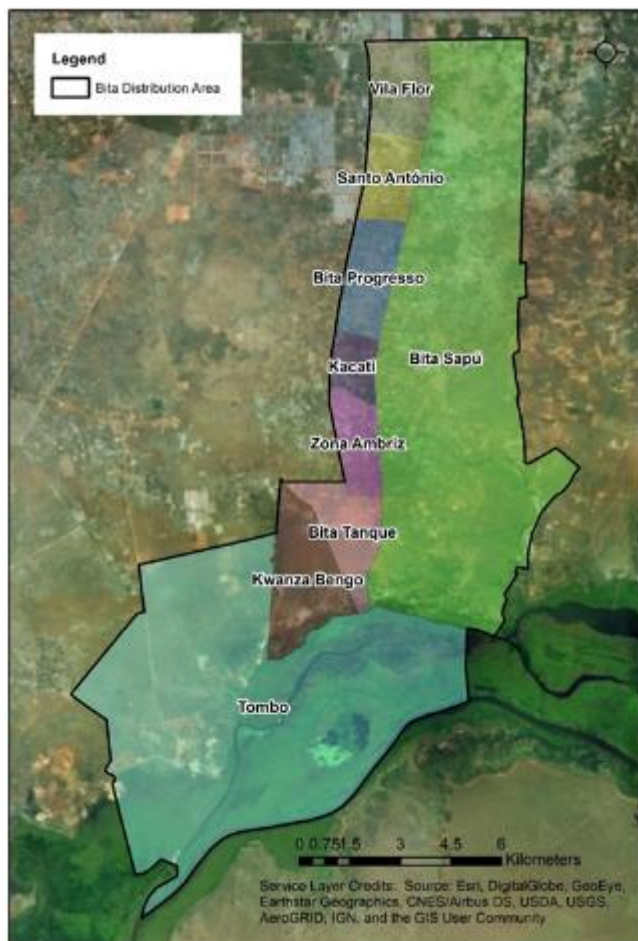 Legend
Bita Distribution Area
Vila Flor
Santo António
Bita Progresso
Kacati
Bita Sapú
Zona Ambriz
Bita Tanque
Kwanza Bengo
Tombo
0 0.751.5 3 4.5 6
Kilometers
Service Layer Credits: Source: Esri, DigitalGlobe, GeoEye,
Earthstar Geographics, CNES/Airbus DS, USDA, USGS,
AeroGRID, IGN, and the GIS User Community